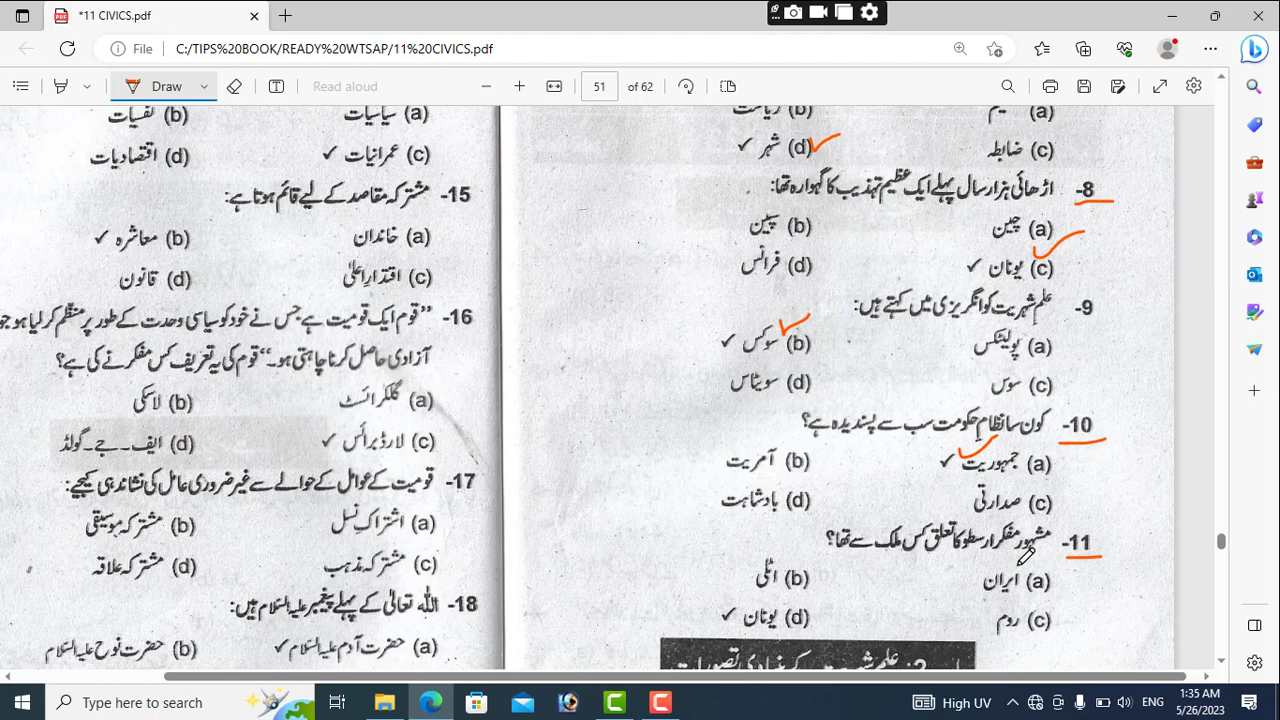 *11 CIVICS.pdf
File C:/TIPS%20BOOK/READY%20WTSAP/11%20CIVICS.pdf
Draw Read aloud 51 of 62
(b) ریاست
(c) ضابطہ (d) شہر ✓
-8 اڑھائی ہزار سال پہلے ایک عظیم تہذیب کا گہوارہ تھا:
(a) چین (b) سپین
(c) یونان ✓ (d) فرانس
-9 علمِ شہریت کو انگریزی میں کہتے ہیں:
(a) پولیٹکس (b) سوکس ✓
(c) سوس (d) سویٹاس
-10 کون سا نظامِ حکومت سب سے پسندیدہ ہے؟
(a) جمہوریت ✓ (b) آمریت
(c) صدارتی (d) بادشاہت
-11 مشہور مفکر ارسطو کا تعلق کس ملک سے تھا؟
(a) ایران (b) اٹلی
(c) روم (d) یونان ✓
(a) سیاسیات (b) نفسیات
(c) عمرانیات ✓ (d) اقتصادیات
-15 مشترکہ مقاصد کے لیے قائم ہوتا ہے:
(a) خاندان (b) معاشرہ ✓
(c) اقتدارِ اعلیٰ (d) قانون
-16 ”قوم ایک قومیت ہے جس نے خود کو سیاسی وحدت کے طور پر منظم کر لیا ہو جو
آزادی حاصل کرنا چاہتی ہو۔“ قوم کی یہ تعریف کس مفکر نے کی ہے؟
(a) گلکرائسٹ (b) لاسکی
(c) لارڈ برائس ✓ (d) ایف۔جے۔گولڈ
-17 قومیت کے عوامل کے حوالے سے غیر ضروری عامل کی نشاندہی کیجیے:
(a) اشتراکِ نسل (b) مشترکہ موسیقی
(c) مشترکہ مذہب (d) مشترکہ علاقہ
-18 اللہ تعالیٰ کے پہلے پیغمبر علیہ السلام ہیں:
(a) حضرت آدم علیہ السلام ✓ (b) حضرت نوح علیہ السلام
Type here to search High UV ENG 1:35 AM
5/26/2023